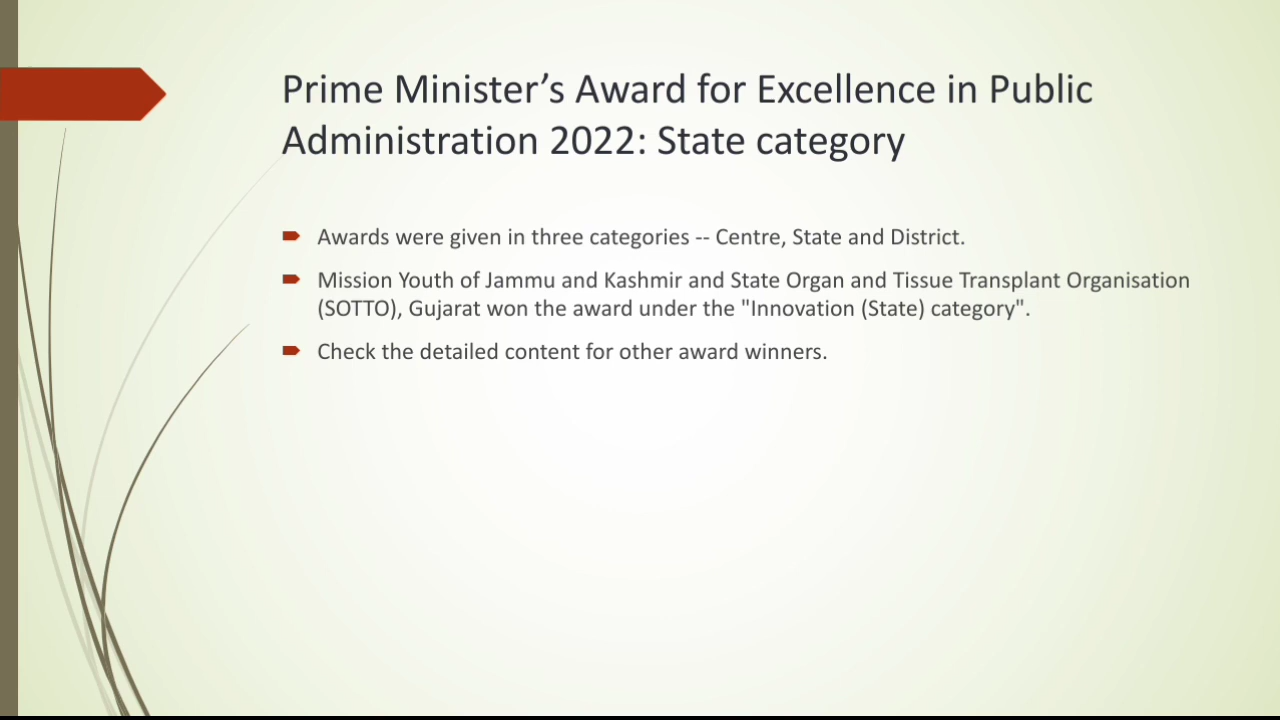 Prime Minister’s Award for Excellence in Public
Administration 2022: State category
Awards were given in three categories -- Centre, State and District.
Mission Youth of Jammu and Kashmir and State Organ and Tissue Transplant Organisation
(SOTTO), Gujarat won the award under the "Innovation (State) category".
Check the detailed content for other award winners.